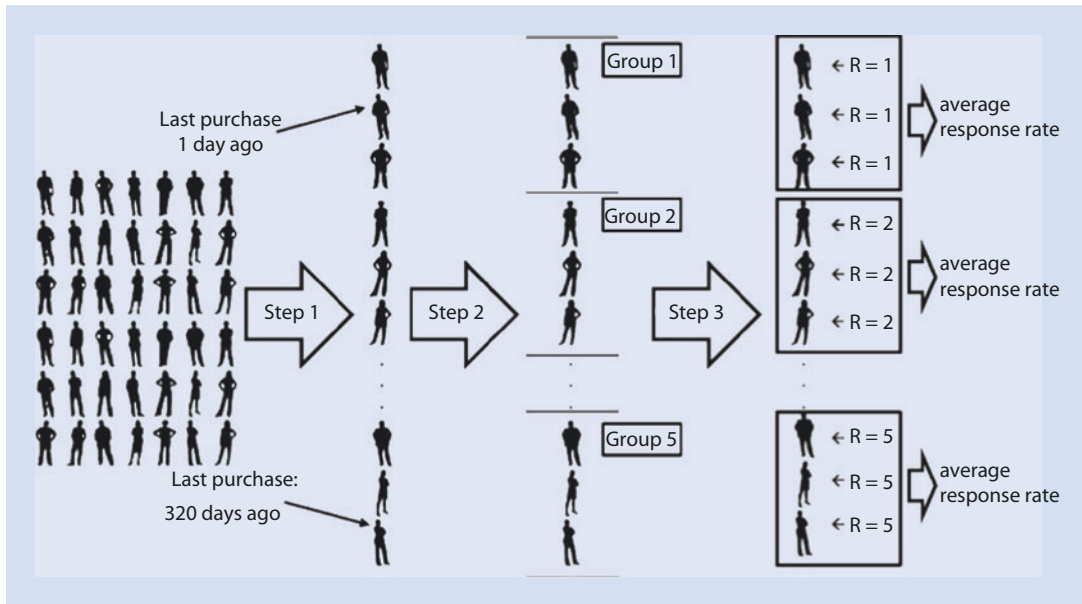 Last purchase
1 day ago
Last purchase:
320 days ago
Step 1
Step 2
Group 1
Group 2
Group 5
Step 3
← R = 1
← R = 1
← R = 1
average
response rate
← R = 2
← R = 2
← R = 2
average
response rate
← R = 5
← R = 5
← R = 5
average
response rate